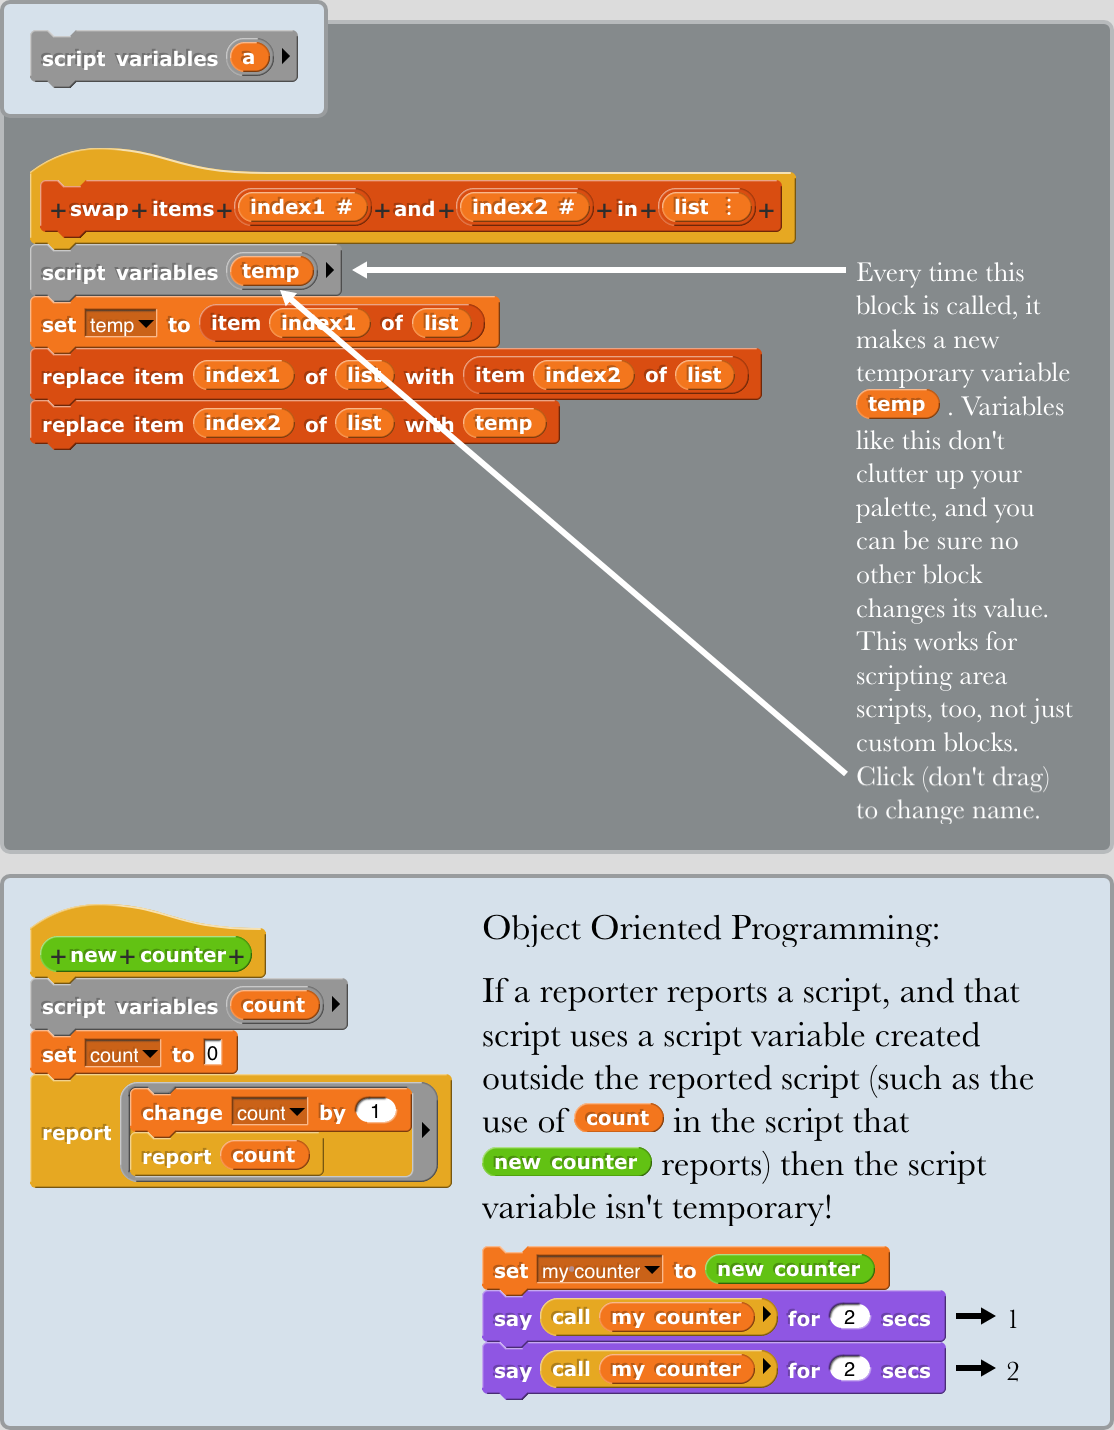 script variables a
+ swap + items + index1 # + and + index2 # + in + list ⋮ +
script variables temp
set temp to item index1 of list
replace item index1 of list with item index2 of list
replace item index2 of list with temp
Every time this
block is called, it
makes a new
temporary variable
temp . Variables
like this don't
clutter up your
palette, and you
can be sure no
other block
changes its value.
This works for
scripting area
scripts, too, not just
custom blocks.
Click (don't drag)
to change name.
+ new + counter +
script variables count
set count to 0
report change count by 1
report count
Object Oriented Programming:
If a reporter reports a script, and that
script uses a script variable created
outside the reported script (such as the
use of count in the script that
new counter reports) then the script
variable isn't temporary!
set my counter to new counter
say call my counter for 2 secs 1
say call my counter for 2 secs 2